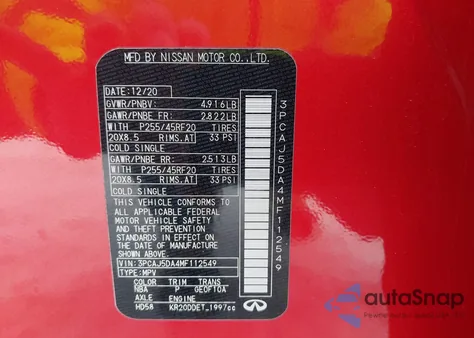 MFD BY NISSAN MOTOR CO.,LTD.
DATE: 12/20
GVWR/PNBV: 4,916LB
GAWR/PNBE FR: 2,822LB
WITH P255/45RF20 TIRES
20X8.5 RIMS.AT 33 PSI
COLD SINGLE
GAWR/PNBE RR: 2,513LB
WITH P255/45RF20 TIRES
20X8.5 RIMS.AT 33 PSI
COLD SINGLE
THIS VEHICLE CONFORMS TO
ALL APPLICABLE FEDERAL
MOTOR VEHICLE SAFETY
AND THEFT PREVENTION
STANDARDS IN EFFECT ON
THE DATE OF MANUFACTURE
SHOWN ABOVE.
VIN: 3PCAJ5DA4MF112549
TYPE: MPV
COLOR TRIM TRANS
NBA P 0E0F10A
AXLE ENGINE
HD58 KR20DDET_1997cc
INFINITI
3PCAJ5DA4MF112549
autoSnap